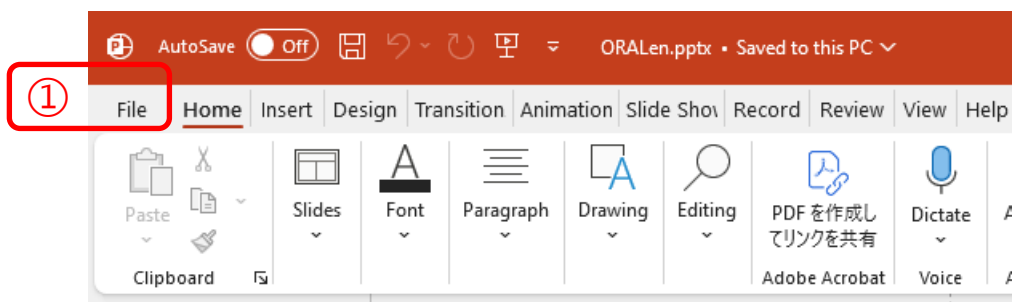 AutoSave Off ORALen.pptx • Saved to this PC
①
File Home Insert Design Transition Animation Slide Shov Record Review View Help
Paste Slides Font Paragraph Drawing Editing PDF を作成し Dictate
てリンクを共有
Clipboard Adobe Acrobat Voice